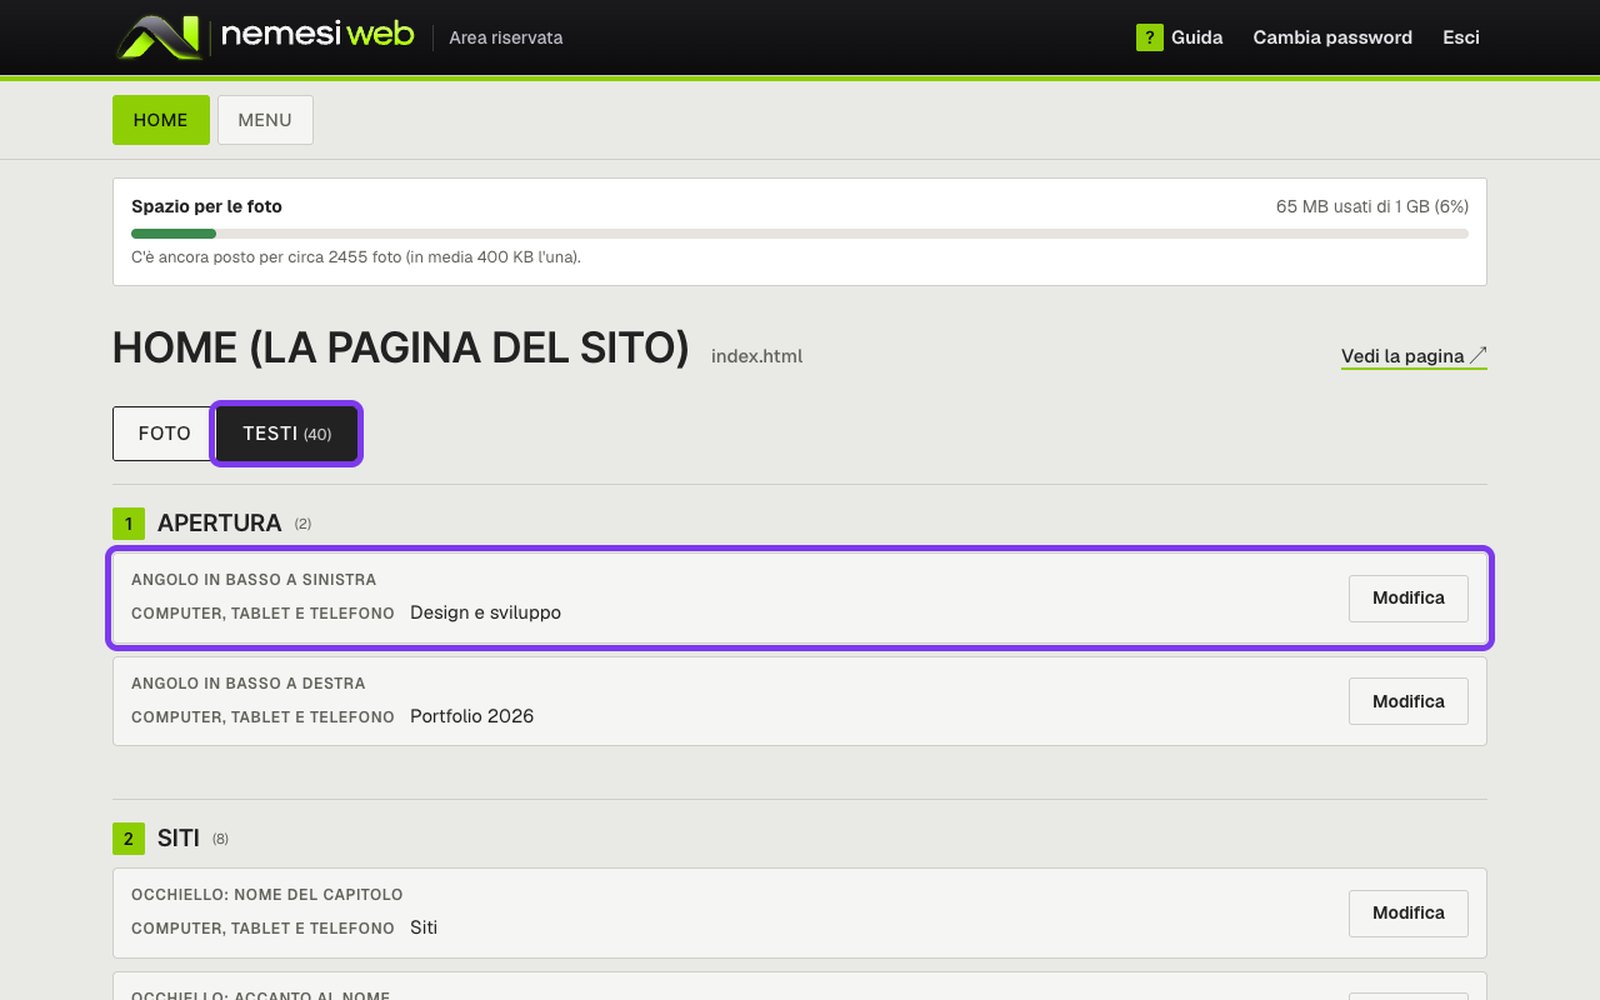 nemesi web
Area riservata
? Guida
Cambia password
Esci
HOME
MENU
Spazio per le foto
65 MB usati di 1 GB (6%)
C'è ancora posto per circa 2455 foto (in media 400 KB l'una).
HOME (LA PAGINA DEL SITO)
index.html
Vedi la pagina
FOTO
TESTI (40)
1 APERTURA (2)
ANGOLO IN BASSO A SINISTRA
COMPUTER, TABLET E TELEFONO Design e sviluppo
Modifica
ANGOLO IN BASSO A DESTRA
COMPUTER, TABLET E TELEFONO Portfolio 2026
Modifica
2 SITI (8)
OCCHIELLO: NOME DEL CAPITOLO
COMPUTER, TABLET E TELEFONO Siti
Modifica
OCCHIELLO: ACCANTO AL NOME